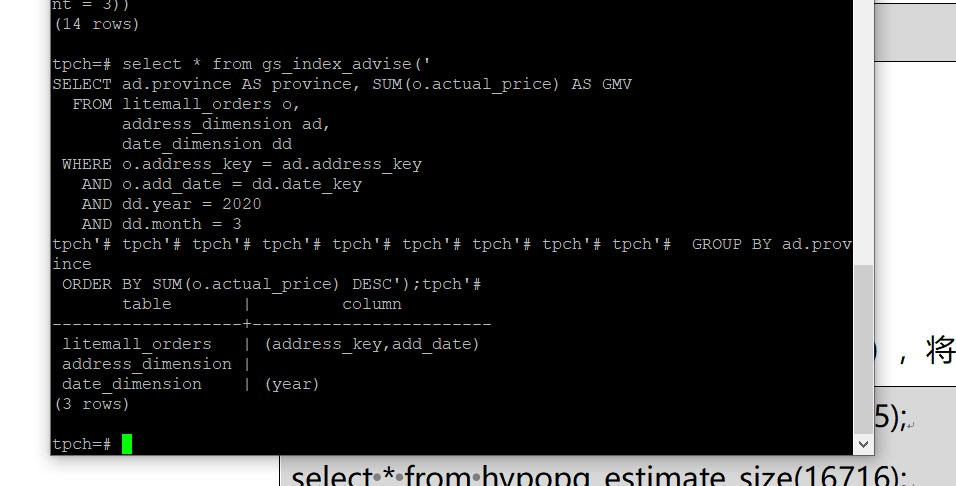 nt = 3))
(14 rows)
tpch=# select * from gs_index_advise('
SELECT ad.province AS province, SUM(o.actual_price) AS GMV
FROM litemall_orders o,
address_dimension ad,
date_dimension dd
WHERE o.address_key = ad.address_key
AND o.add_date = dd.date_key
AND dd.year = 2020
AND dd.month = 3
tpch'# tpch'# tpch'# tpch'# tpch'# tpch'# tpch'# tpch'# tpch'#  GROUP BY ad.prov
ince
ORDER BY SUM(o.actual_price) DESC');tpch'#
table | column
-------------------+------------------------
litemall_orders | (address_key,add_date)
address_dimension |
date_dimension | (year)
(3 rows)
tpch=#
) ，将
5);
select * from hypopg_estimate_size(16716);